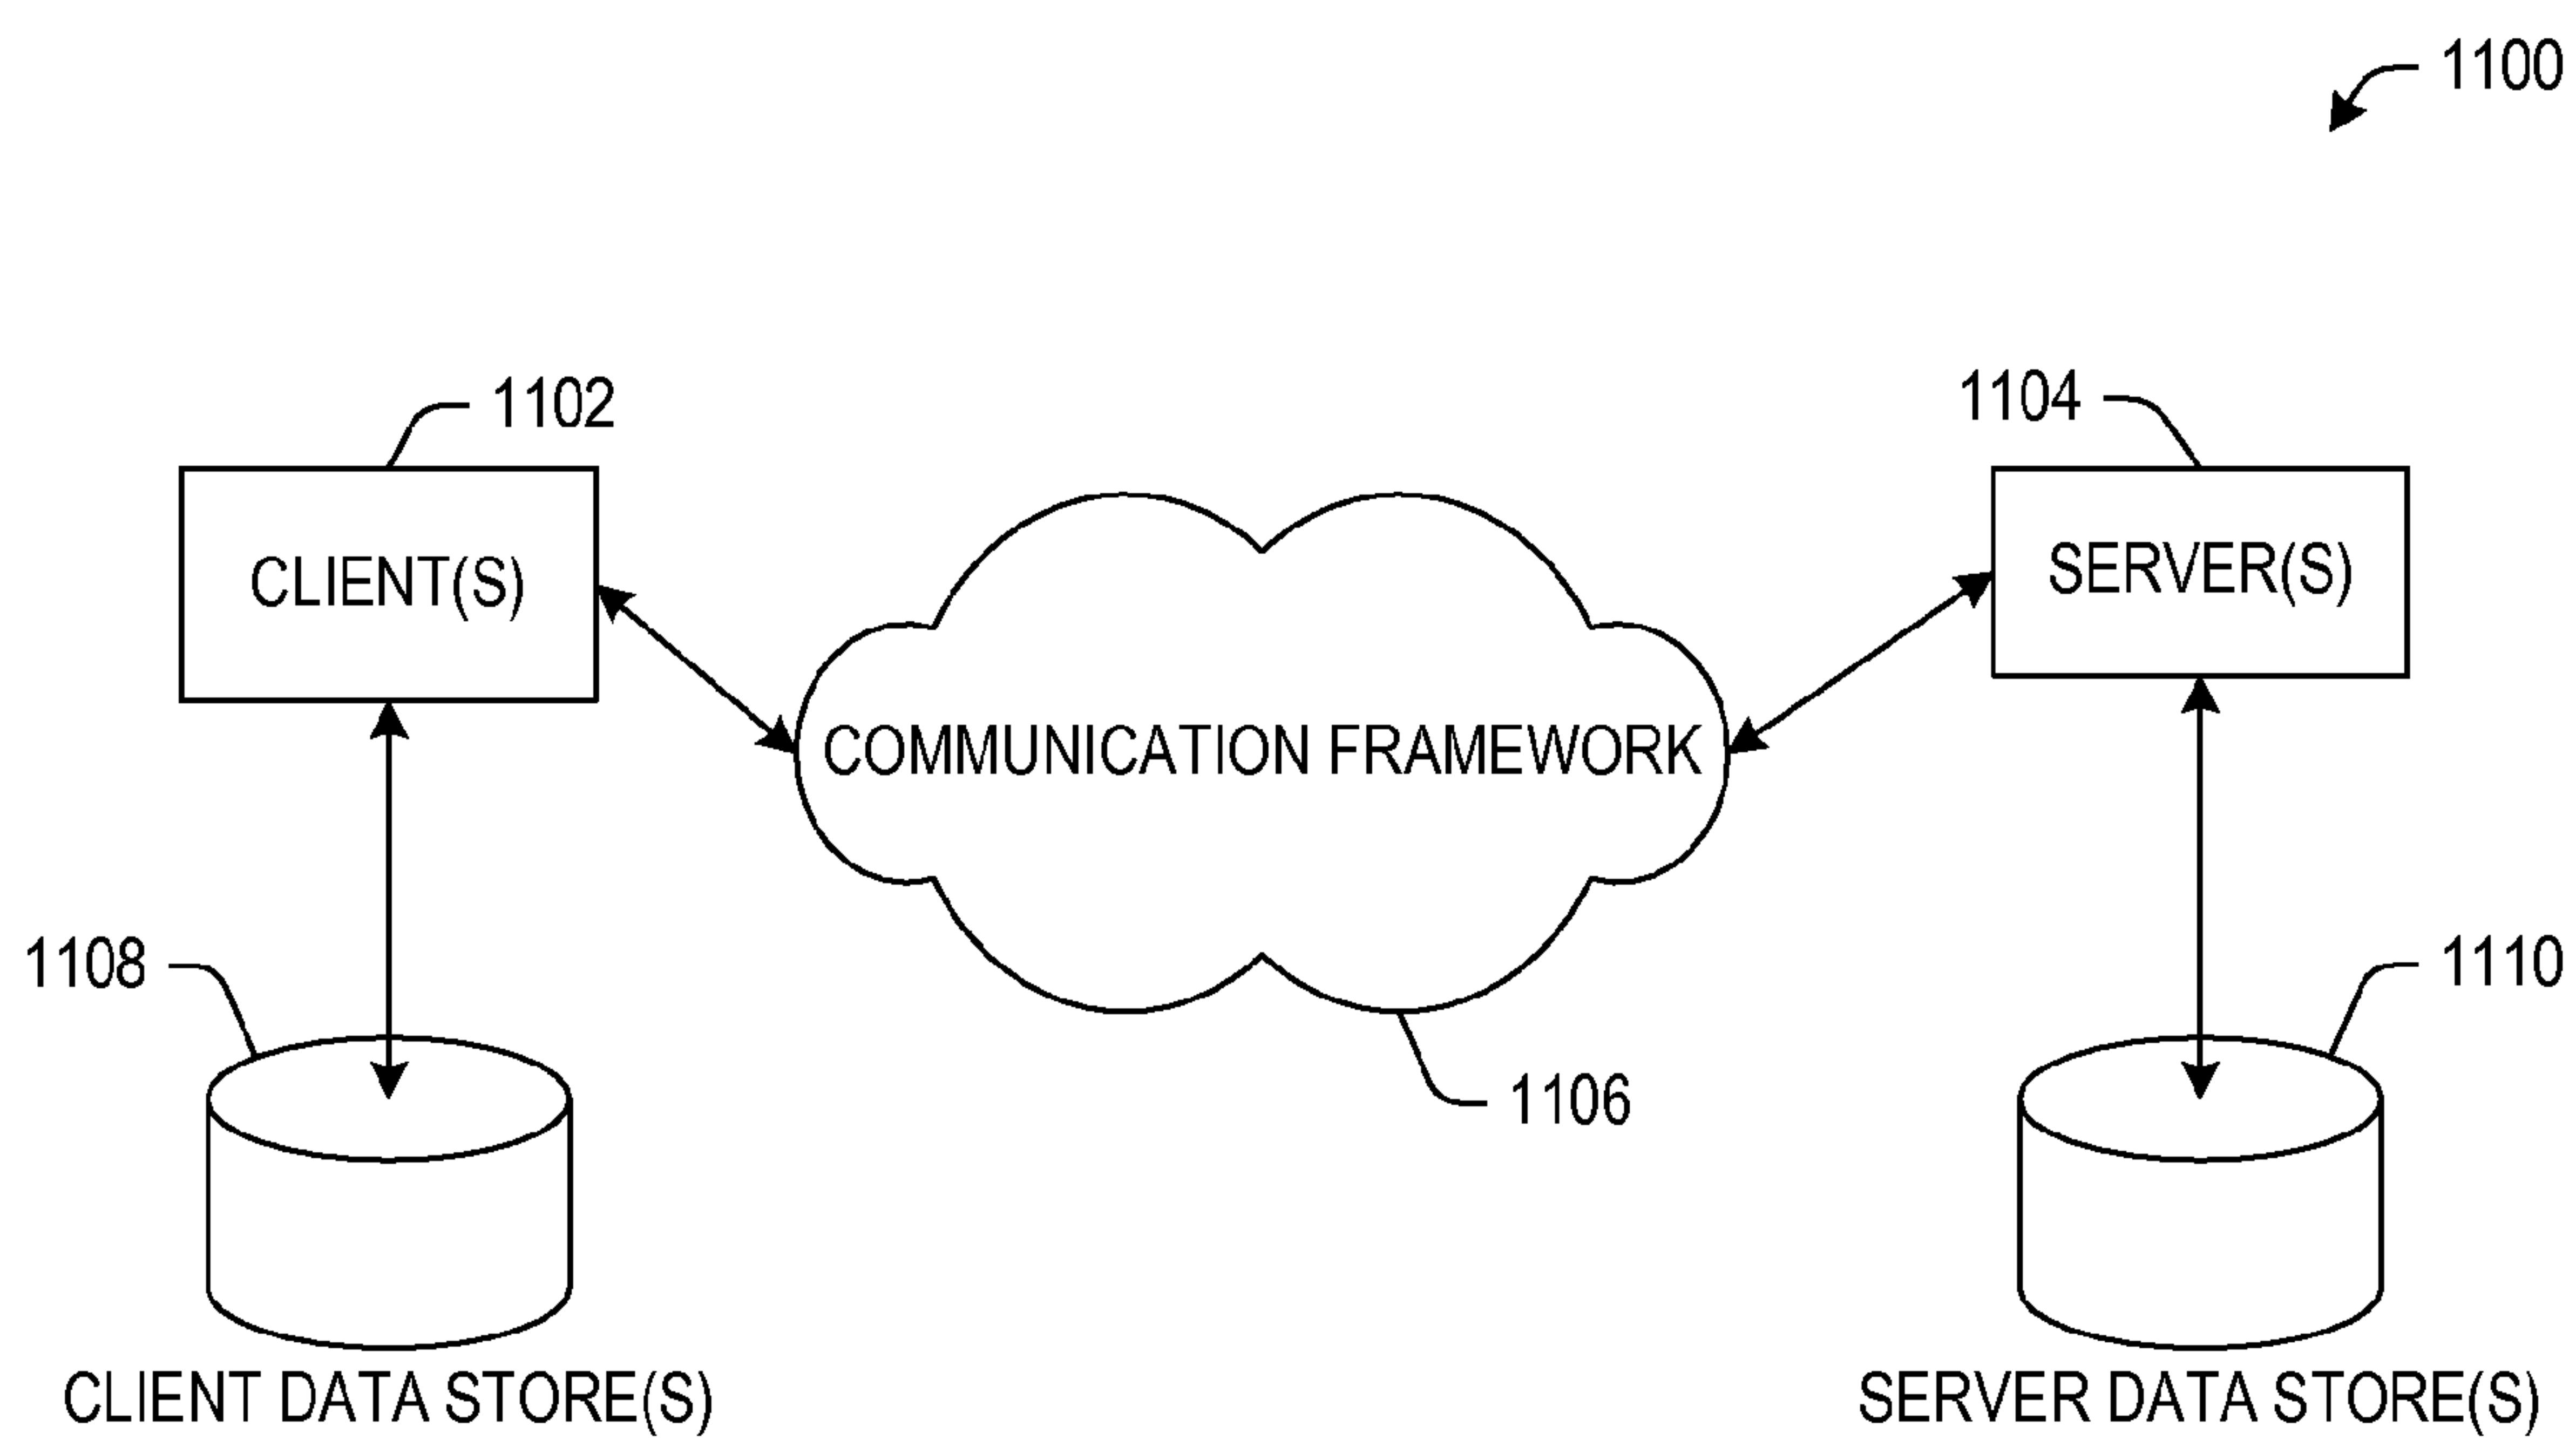 1100
1102
1104
CLIENT(S)
SERVER(S)
COMMUNICATION FRAMEWORK
1108
1110
1106
CLIENT DATA STORE(S)
SERVER DATA STORE(S)